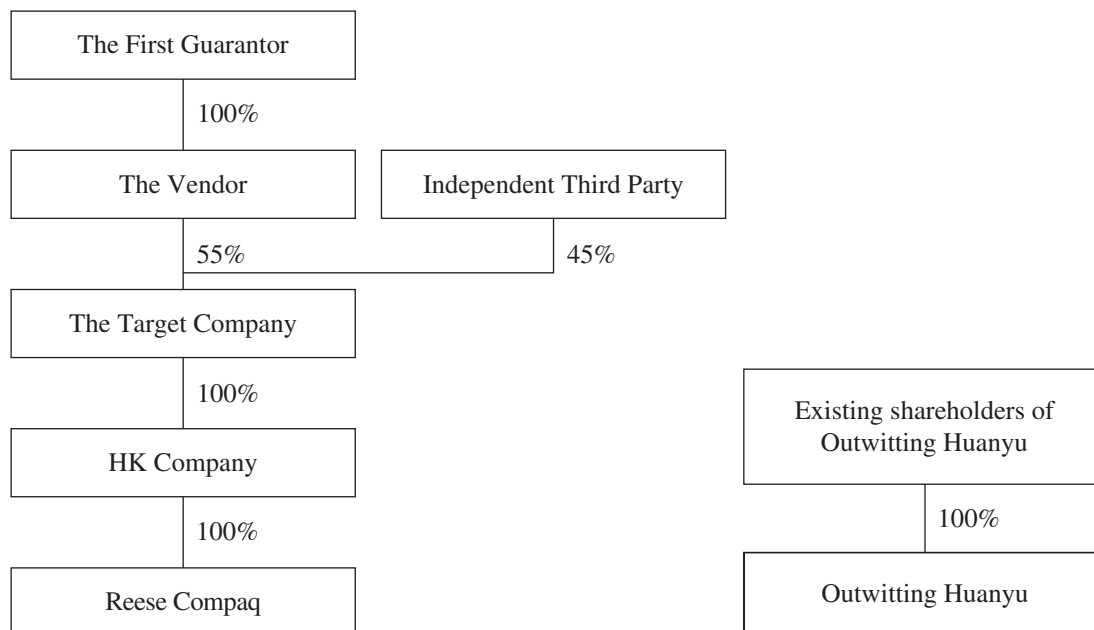 The First Guarantor
100%
The Vendor
Independent Third Party
55%
45%
The Target Company
100%
Existing shareholders of
Outwitting Huanyu
HK Company
100%
100%
Reese Compaq
Outwitting Huanyu